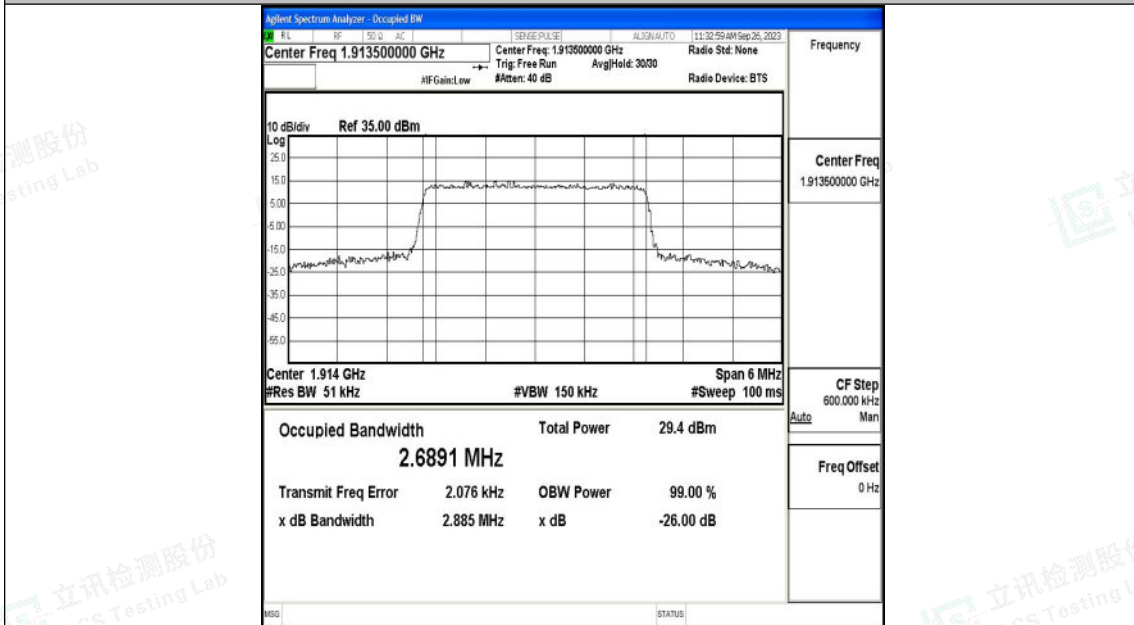 Agilent Spectrum Analyzer - Occupied BW
RL RF 50 Ω AC SENSE:PULSE ALIGNAUTO 11:32:59 AM Sep 26, 2023
Center Freq 1.913500000 GHz
Center Freq: 1.913500000 GHz
Radio Std: None
Trig: Free Run Avg|Hold: 30/30
#IFGain:Low
#Atten: 40 dB
Radio Device: BTS
10 dB/div Ref 35.00 dBm
Log
25.0
15.0
5.00
-5.00
-15.0
-25.0
-35.0
-45.0
-55.0
Center 1.914 GHz Span 6 MHz
#Res BW 51 kHz #VBW 150 kHz #Sweep 100 ms
Occupied Bandwidth Total Power 29.4 dBm
2.6891 MHz
Transmit Freq Error 2.076 kHz OBW Power 99.00 %
x dB Bandwidth 2.885 MHz x dB -26.00 dB
MSG STATUS
Frequency
Center Freq
1.913500000 GHz
CF Step
600.000 kHz
Auto Man
Freq Offset
0 Hz
测股份
sting Lab
立
立讯检测股份
CS Testing Lab
立讯检测股份
CS Testing L